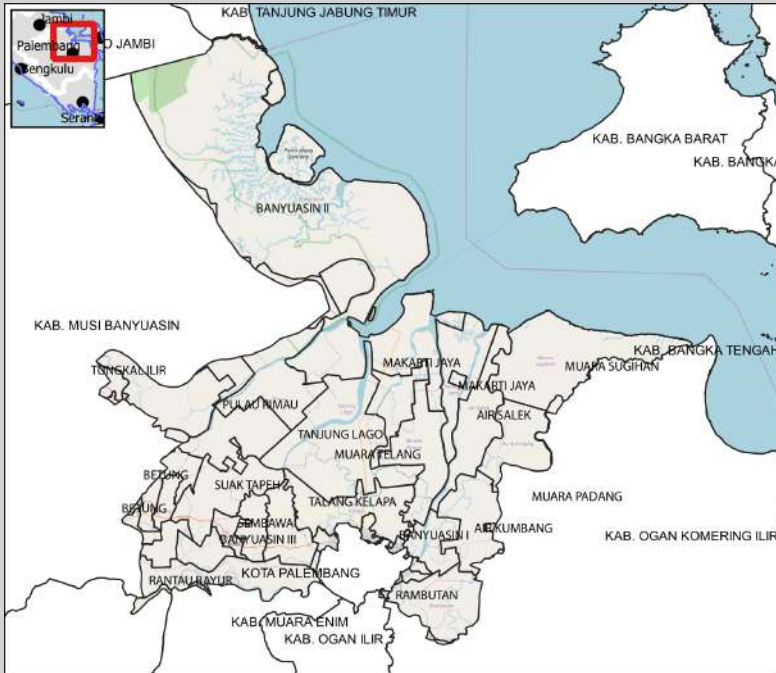 KAB. TANJUNG JABUNG TIMUR
Jambi
O JAMBI
Palembang
Bengkulu
Serang
KAB. BANGKA BARAT
KAB. BANGKA
BANYUASIN II
KAB. MUSI BANYUASIN
KAB. BANGKA TENGAH
TUNGKAL ILIR
MAKARTI JAYA
MUARA SUGIHAN
MAKARTI JAYA
PULAU RIMAU
AIR SALEK
TANJUNG LAGO
MUARA TELANG
BETUNG
SUAK TAPEH
MUARA PADANG
TALANG KELAPA
BETUNG
SEMBAWA
AIR KUMBANG
BANYUASIN I
KAB. OGAN KOMERING ILIR
BANYUASIN III
KOTA PALEMBANG
RANTAU BAYUR
RAMBUTAN
KAB. MUARA ENIM
KAB. OGAN ILIR